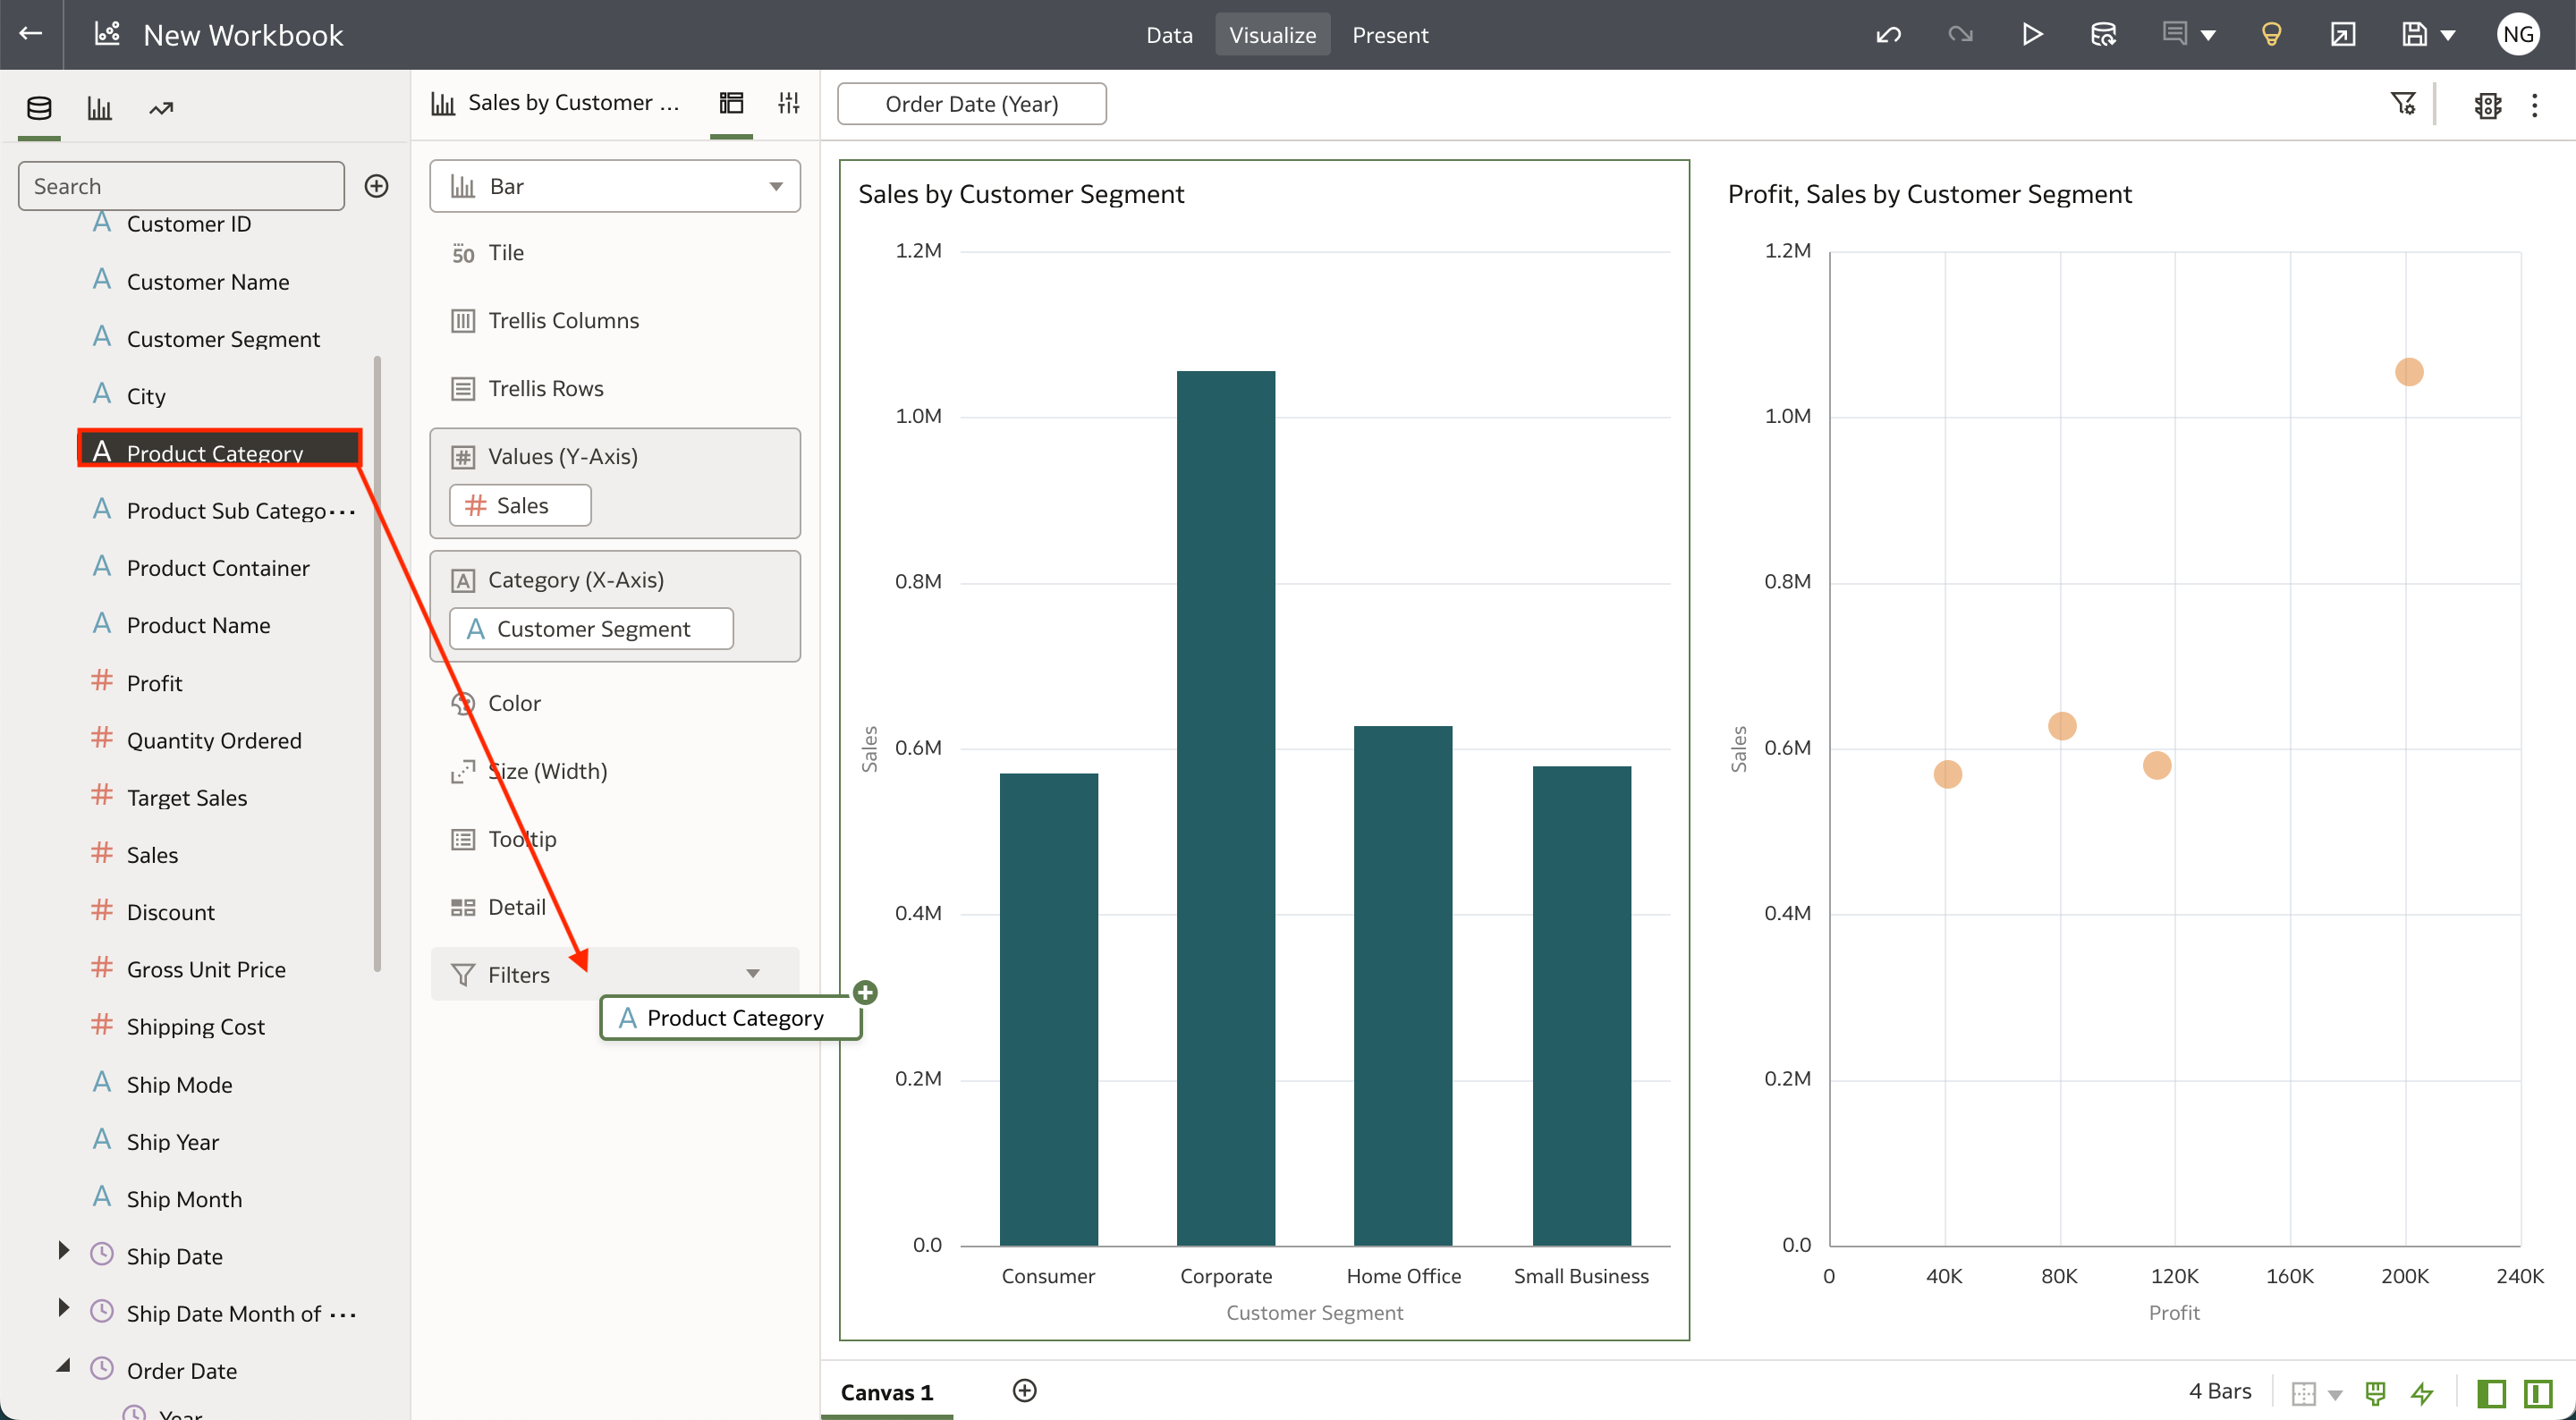 New Workbook
Data
Visualize
Present
NG
Search
Customer ID
Customer Name
Customer Segment
City
Product Category
Product Sub Catego...
Product Container
Product Name
Profit
Quantity Ordered
Target Sales
Sales
Discount
Gross Unit Price
Shipping Cost
Ship Mode
Ship Year
Ship Month
Ship Date
Ship Date Month of ...
Order Date
Year
Sales by Customer ...
Bar
50 Tile
Trellis Columns
Trellis Rows
Values (Y-Axis)
# Sales
Category (X-Axis)
A Customer Segment
Color
Size (Width)
Tooltip
Detail
Filters
A Product Category
Order Date (Year)
Sales by Customer Segment
1.2M
1.0M
0.8M
0.6M
0.4M
0.2M
0.0
Sales
Consumer
Corporate
Home Office
Small Business
Customer Segment
Profit, Sales by Customer Segment
1.2M
1.0M
0.8M
0.6M
0.4M
0.2M
0.0
Sales
0
40K
80K
120K
160K
200K
240K
Profit
Canvas 1
4 Bars